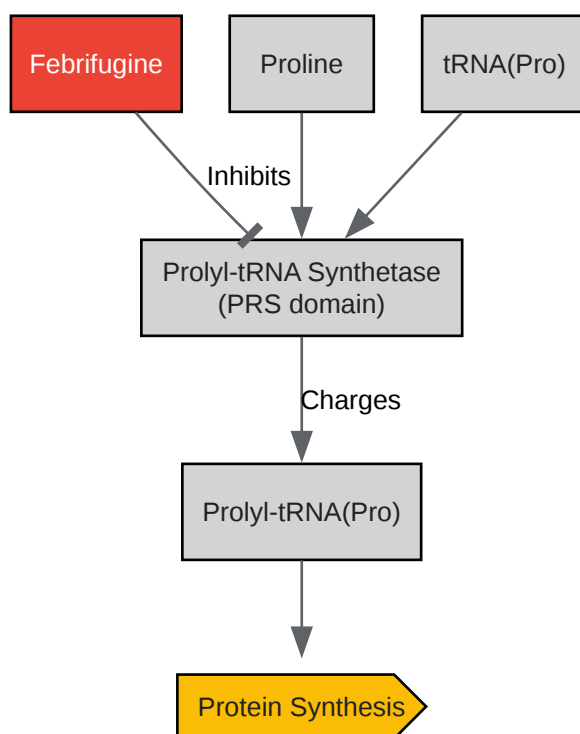 Febrifugine
Proline
tRNA(Pro)
Inhibits
Prolyl-tRNA Synthetase
(PRS domain)
Charges
Prolyl-tRNA(Pro)
Protein Synthesis